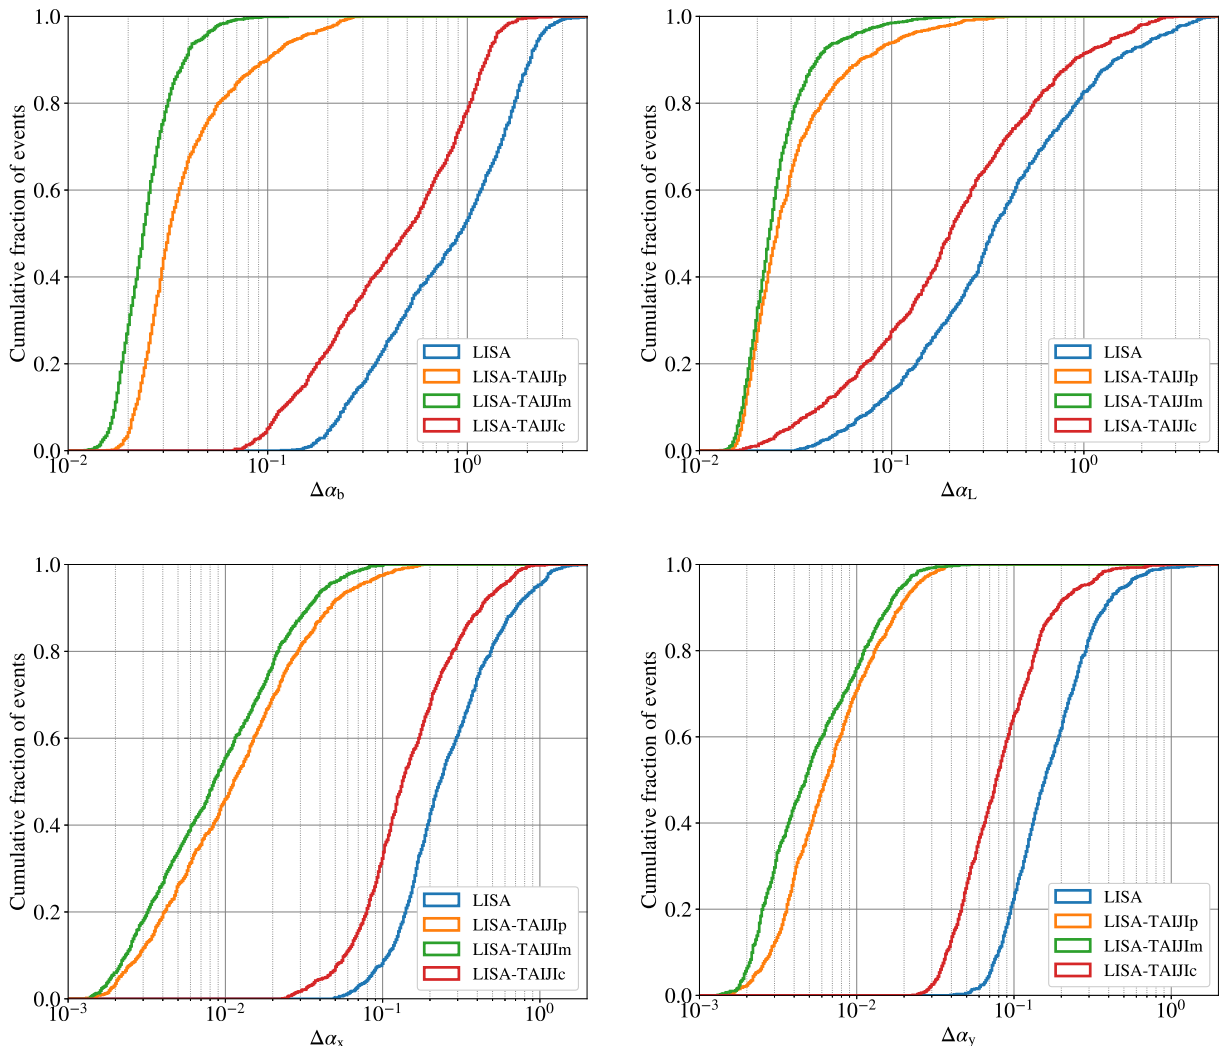 Cumulative fraction of events
1.0
0.8
0.6
0.4
0.2
0.0
10⁻²
10⁻¹
10⁰
Δα_b
LISA
LISA-TAIJIp
LISA-TAIJIm
LISA-TAIJIc
Cumulative fraction of events
1.0
0.8
0.6
0.4
0.2
0.0
10⁻²
10⁻¹
10⁰
Δα_L
LISA
LISA-TAIJIp
LISA-TAIJIm
LISA-TAIJIc
Cumulative fraction of events
1.0
0.8
0.6
0.4
0.2
0.0
10⁻³
10⁻²
10⁻¹
10⁰
Δα_x
LISA
LISA-TAIJIp
LISA-TAIJIm
LISA-TAIJIc
Cumulative fraction of events
1.0
0.8
0.6
0.4
0.2
0.0
10⁻³
10⁻²
10⁻¹
10⁰
Δα_y
LISA
LISA-TAIJIp
LISA-TAIJIm
LISA-TAIJIc